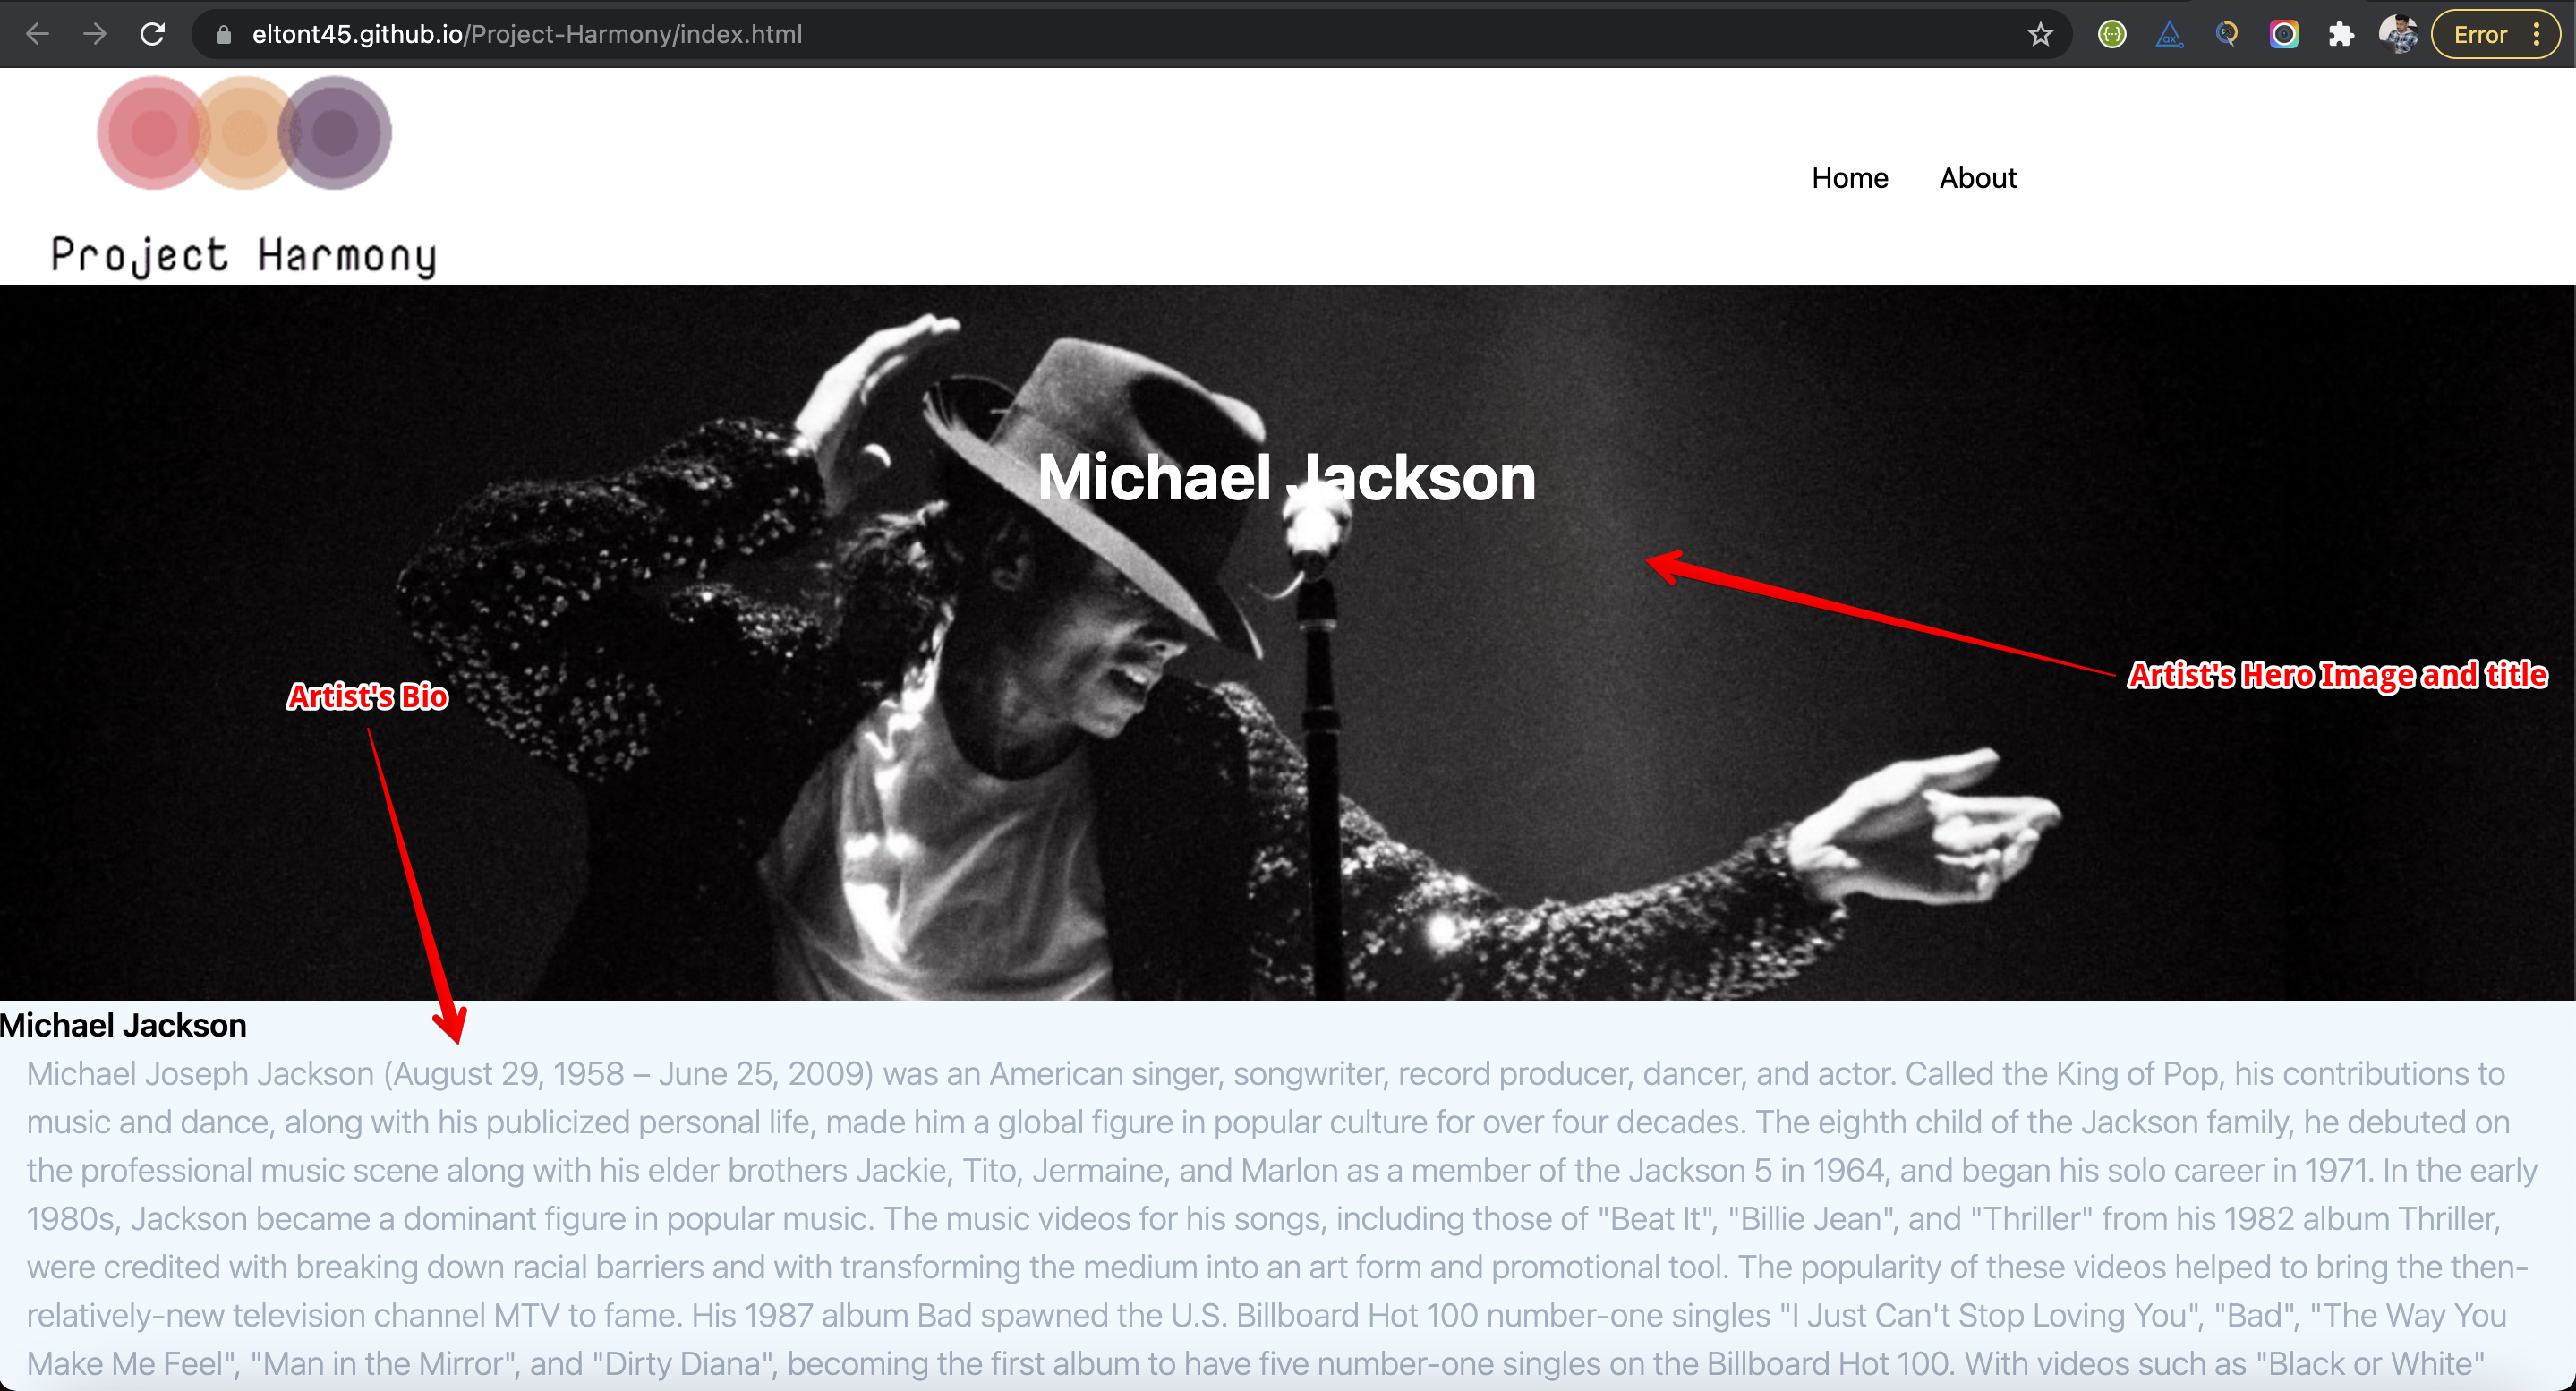 eltont45.github.io/Project-Harmony/index.html
Error
Home About
Project Harmony
Michael Jackson
Artist's Hero Image and title
Artist's Bio
Michael Jackson
Michael Joseph Jackson (August 29, 1958 – June 25, 2009) was an American singer, songwriter, record producer, dancer, and actor. Called the King of Pop, his contributions to
music and dance, along with his publicized personal life, made him a global figure in popular culture for over four decades. The eighth child of the Jackson family, he debuted on
the professional music scene along with his elder brothers Jackie, Tito, Jermaine, and Marlon as a member of the Jackson 5 in 1964, and began his solo career in 1971. In the early
1980s, Jackson became a dominant figure in popular music. The music videos for his songs, including those of "Beat It", "Billie Jean", and "Thriller" from his 1982 album Thriller,
were credited with breaking down racial barriers and with transforming the medium into an art form and promotional tool. The popularity of these videos helped to bring the then-
relatively-new television channel MTV to fame. His 1987 album Bad spawned the U.S. Billboard Hot 100 number-one singles "I Just Can't Stop Loving You", "Bad", "The Way You
Make Me Feel", "Man in the Mirror", and "Dirty Diana", becoming the first album to have five number-one singles on the Billboard Hot 100. With videos such as "Black or White"